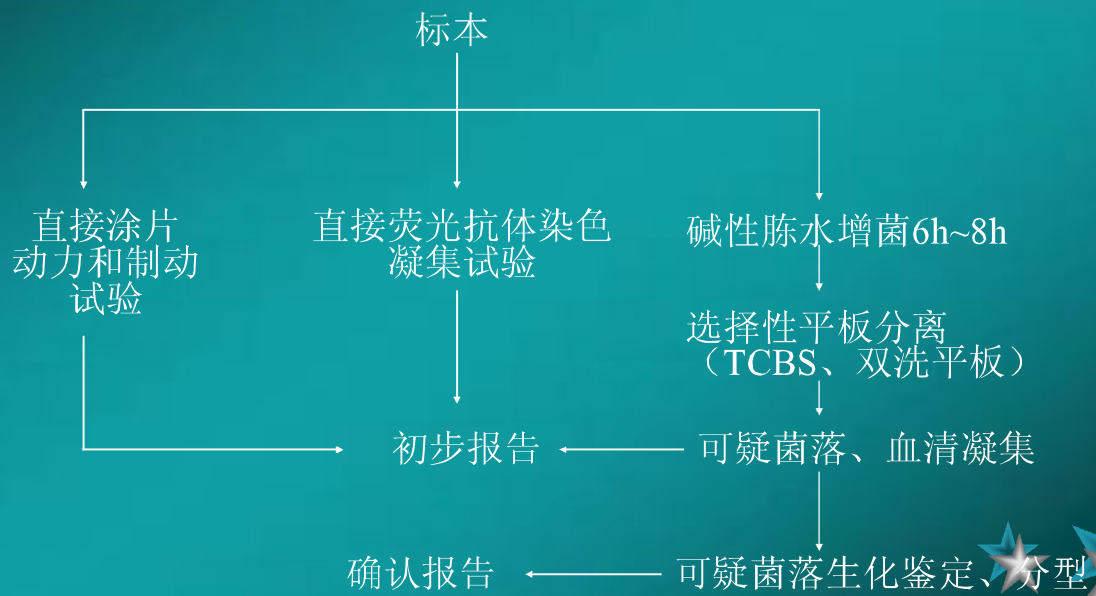 标本
直接涂片
动力和制动
试验
直接荧光抗体染色
凝集试验
碱性胨水增菌6h~8h
选择性平板分离
（TCBS、双洗平板）
初步报告
可疑菌落、血清凝集
确认报告
可疑菌落生化鉴定、分型